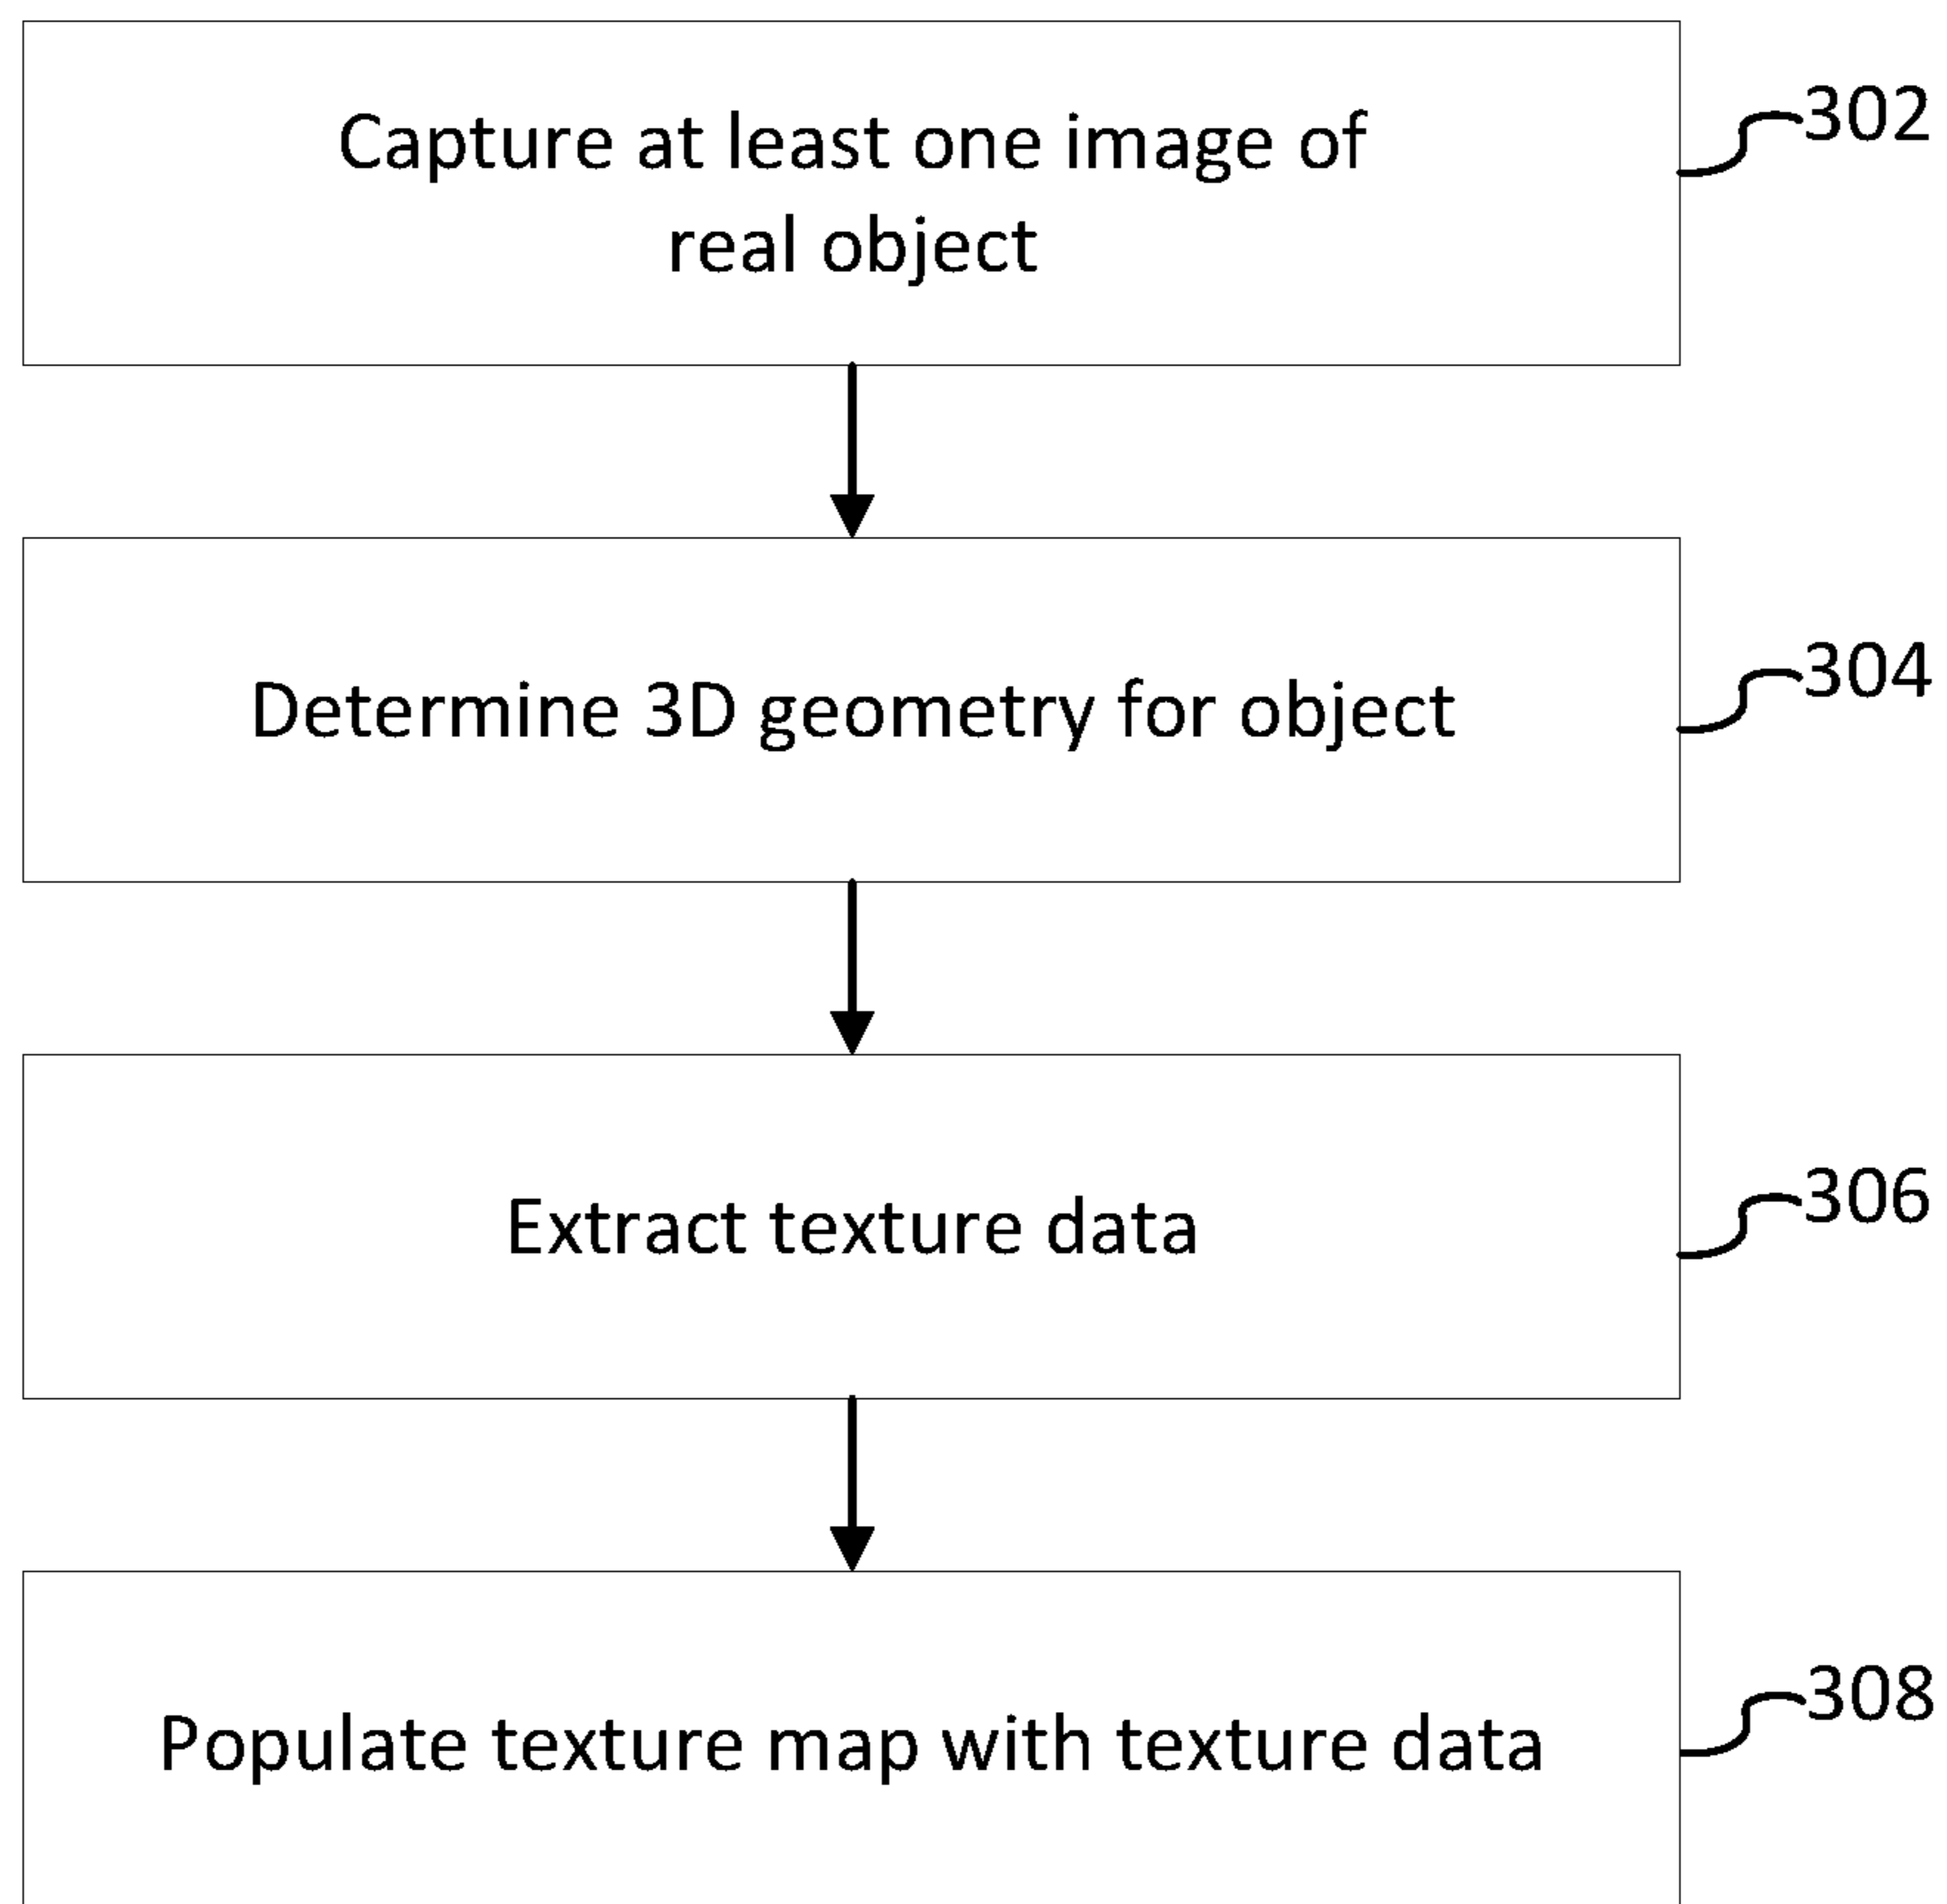 Capture at least one image of
real object
302
Determine 3D geometry for object
304
Extract texture data
306
Populate texture map with texture data
308